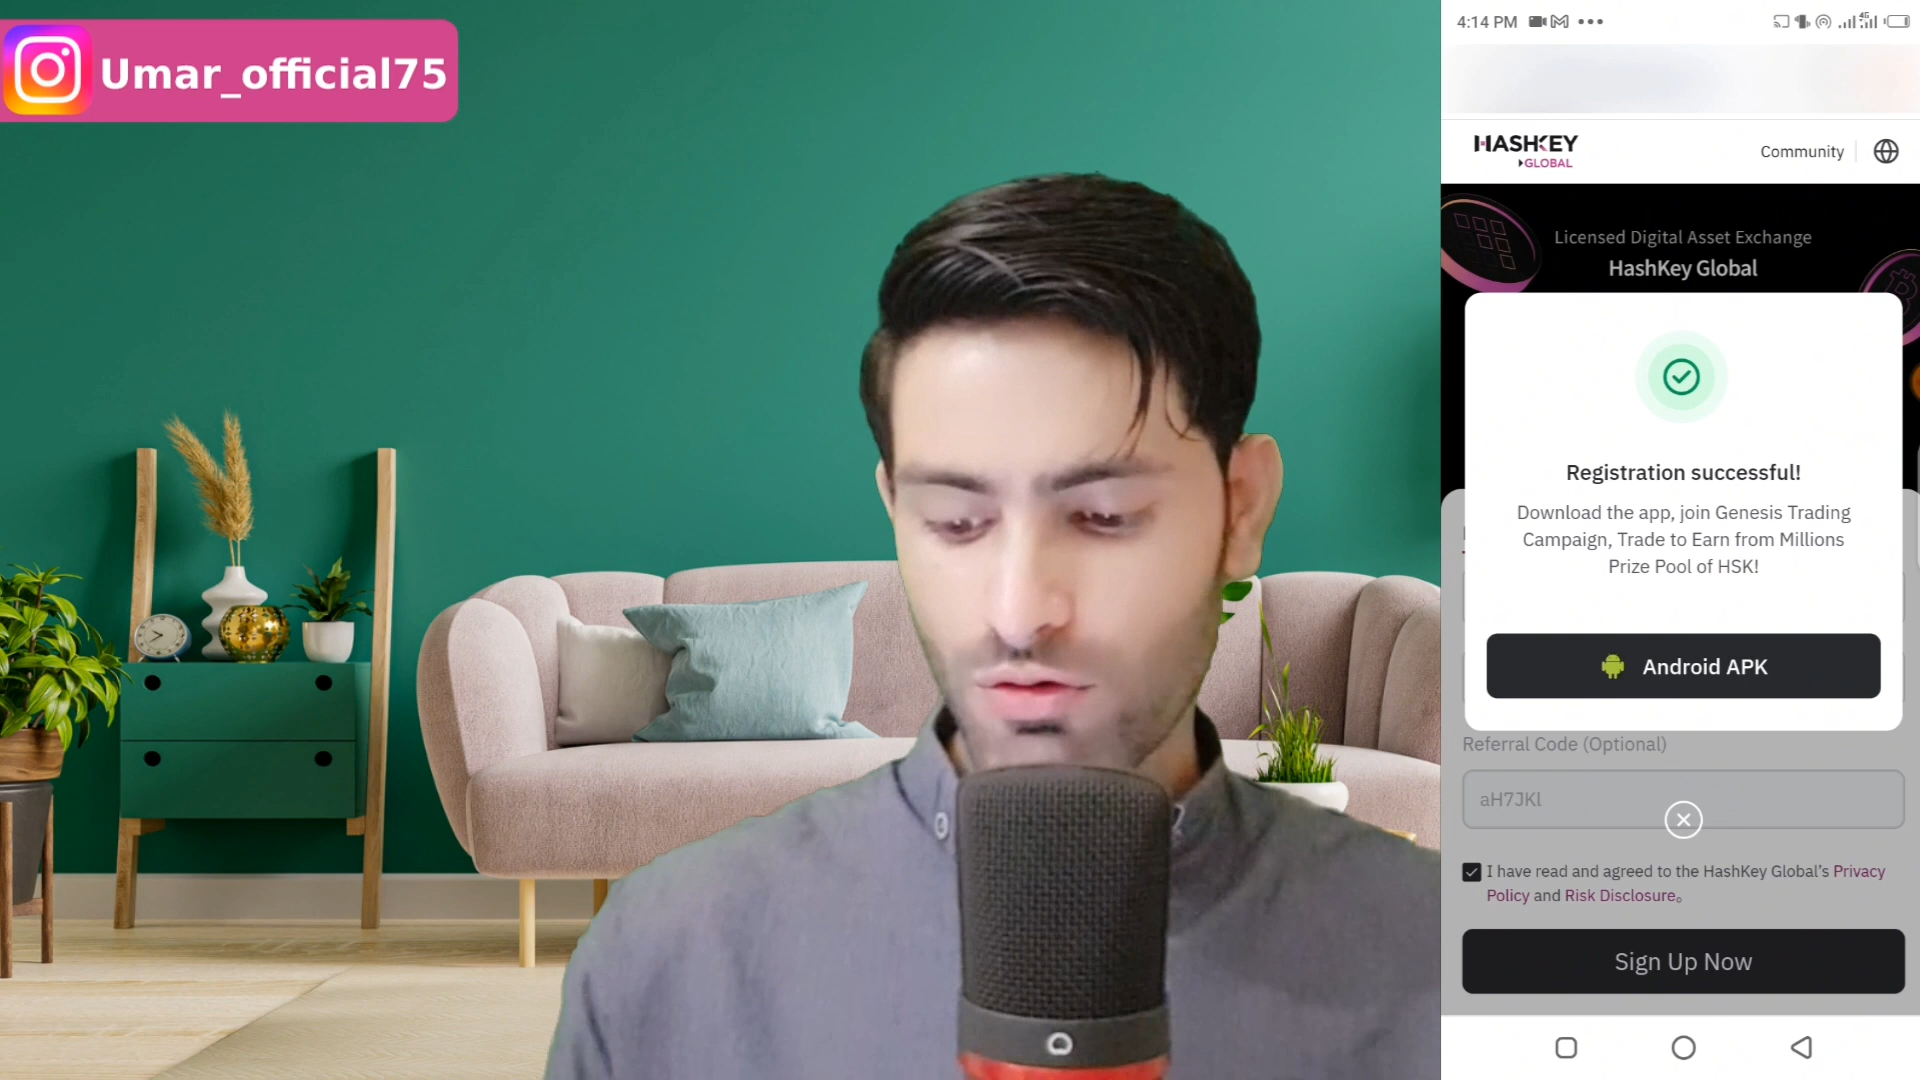 Umar_official75
4:14 PM
4G
HASHKEY
GLOBAL
Community
Licensed Digital Asset Exchange
HashKey Global
Registration successful!
Download the app, join Genesis Trading
Campaign, Trade to Earn from Millions
Prize Pool of HSK!
Android APK
Referral Code (Optional)
aH7JKl
I have read and agreed to the HashKey Global’s Privacy
Policy and Risk Disclosure。
Sign Up Now